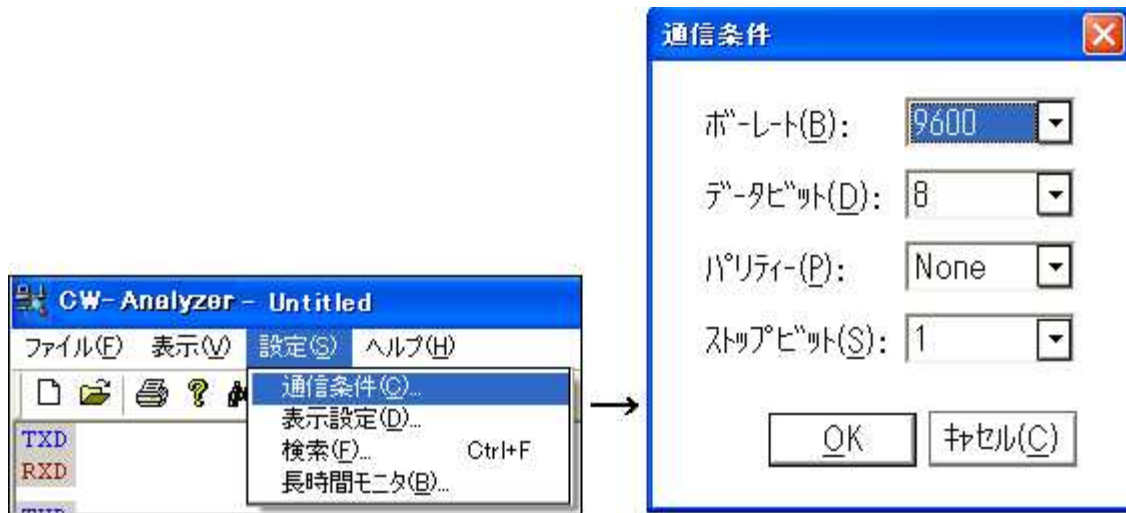 CW-Analyzer - Untitled
ファイル(F) 表示(V) 設定(S) ヘルプ(H)
通信条件(C)...
表示設定(D)...
検索(F)... Ctrl+F
長時間モニタ(B)...
TXD
RXD
TXD
→
通信条件
ﾎﾞｰﾚｰﾄ(B): 9600
ﾃﾞｰﾀﾋﾞｯﾄ(D): 8
ﾊﾟﾘﾃｨｰ(P): None
ｽﾄｯﾌﾟﾋﾞｯﾄ(S): 1
OK ｷｬｾﾙ(C)